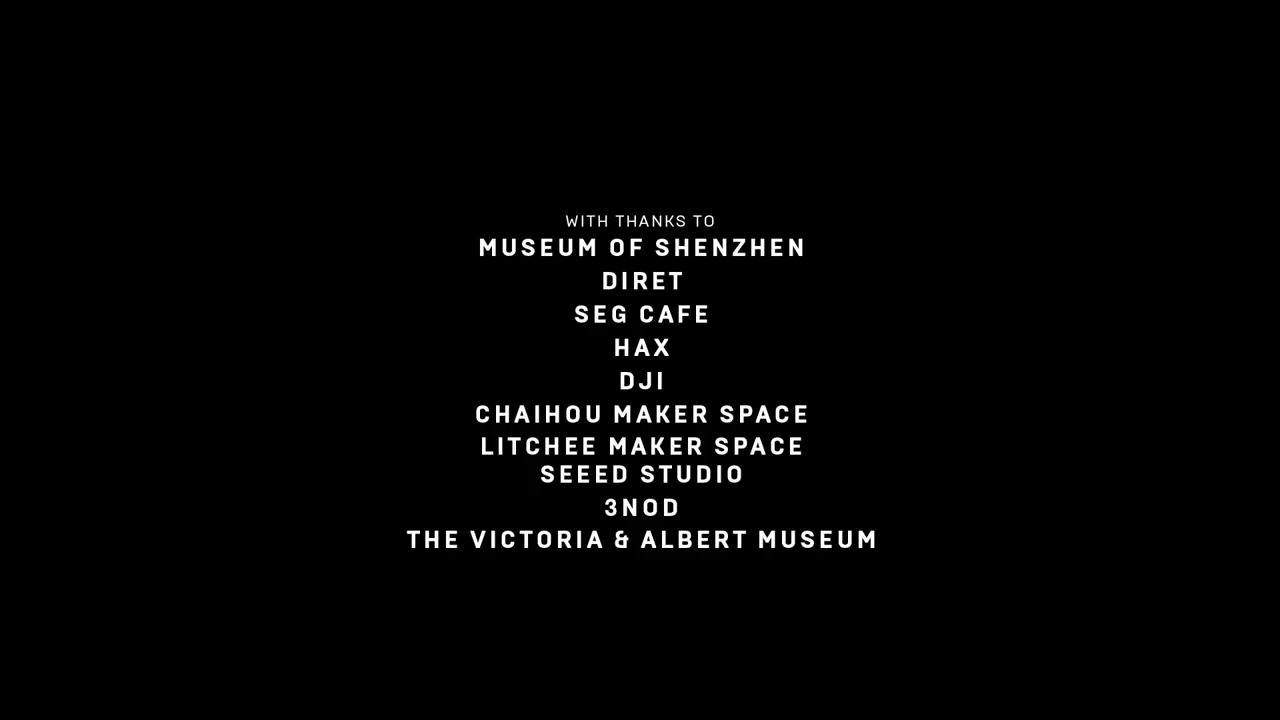 WITH THANKS TO
MUSEUM OF SHENZHEN
DIRET
SEG CAFE
HAX
DJI
CHAIHOU MAKER SPACE
LITCHEE MAKER SPACE
SEEED STUDIO
3NOD
THE VICTORIA & ALBERT MUSEUM